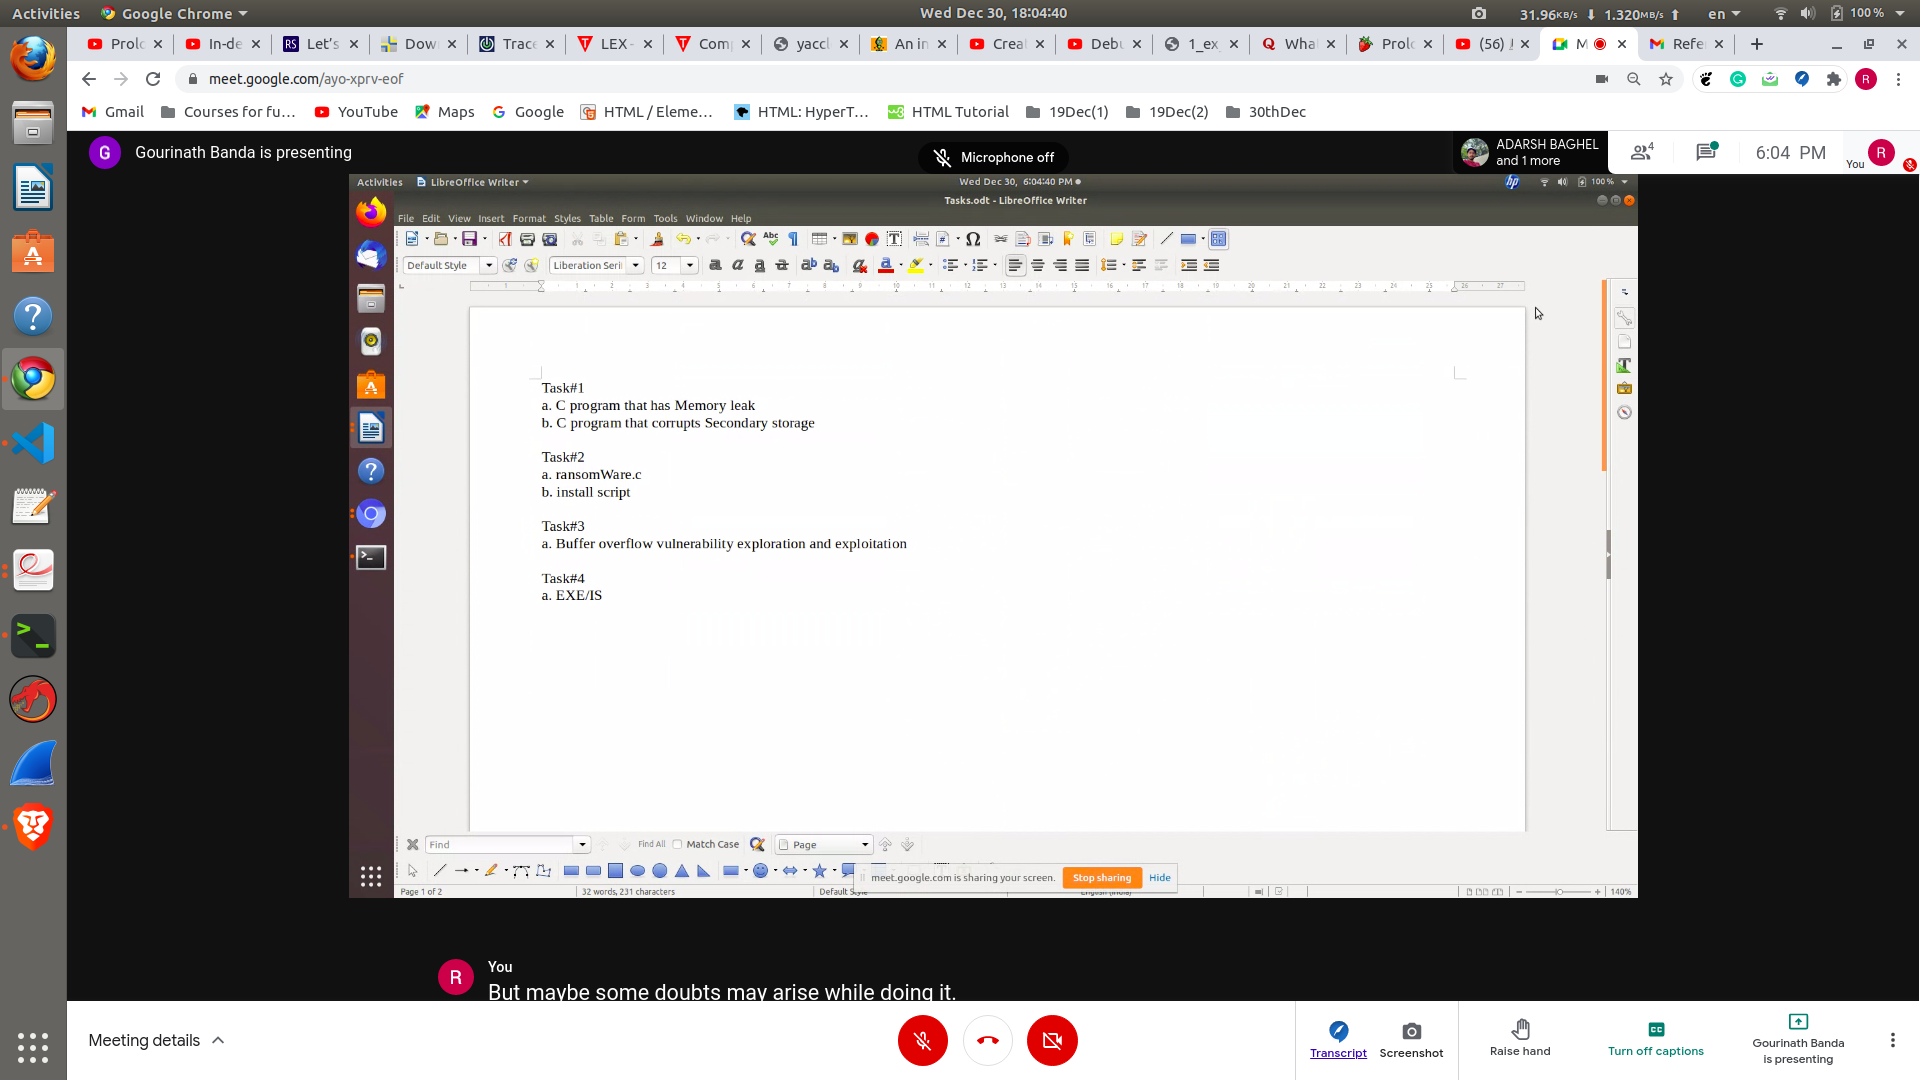 Activities Google Chrome Wed Dec 30, 18:04:40 31.96KB/s 1.320MB/s en 100 %
Prolo In-de Let's Dow Trace LEX - Com yaccl An in Crea Debu 1_ex Wha Prolo (56) M Refe
meet.google.com/ayo-xprv-eof
Gmail Courses for fu... YouTube Maps Google HTML / Eleme... HTML: HyperT... HTML Tutorial 19Dec(1) 19Dec(2) 30thDec
G Gourinath Banda is presenting Microphone off ADARSH BAGHEL
and 1 more 4 6:04 PM You R
Activities LibreOffice Writer Wed Dec 30, 6:04:40 PM 100 %
Tasks.odt - LibreOffice Writer
File Edit View Insert Format Styles Table Form Tools Window Help
Default Style Liberation Seri 12
Task#1
a. C program that has Memory leak
b. C program that corrupts Secondary storage
Task#2
a. ransomWare.c
b. install script
Task#3
a. Buffer overflow vulnerability exploration and exploitation
Task#4
a. EXE/IS
Find Find All Match Case Page
meet.google.com is sharing your screen. Stop sharing Hide
Page 1 of 2 32 words, 231 characters Default Style English (India) 140%
You
R But maybe some doubts may arise while doing it.
Meeting details Transcript Screenshot Raise hand Turn off captions Gourinath Banda
is presenting